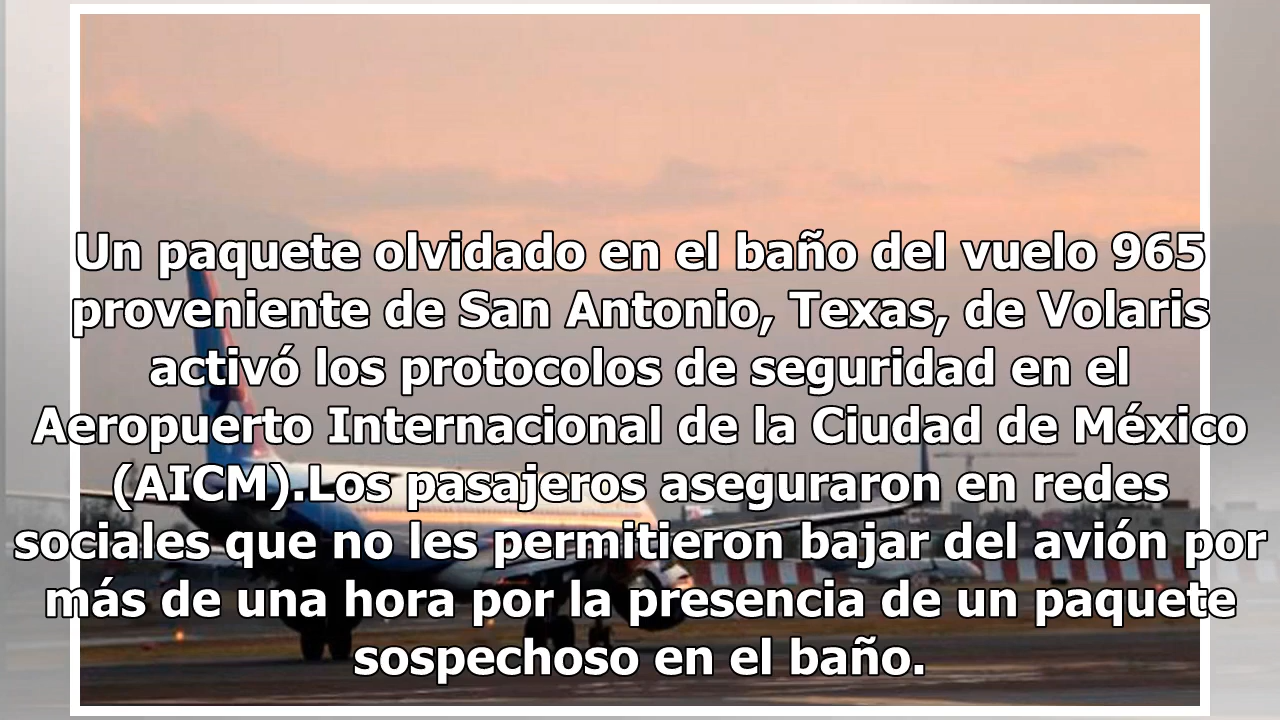 Un paquete olvidado en el baño del vuelo 965
proveniente de San Antonio, Texas, de Volaris
activó los protocolos de seguridad en el
Aeropuerto Internacional de la Ciudad de México
(AICM).Los pasajeros aseguraron en redes
sociales que no les permitieron bajar del avión por
más de una hora por la presencia de un paquete
sospechoso en el baño.